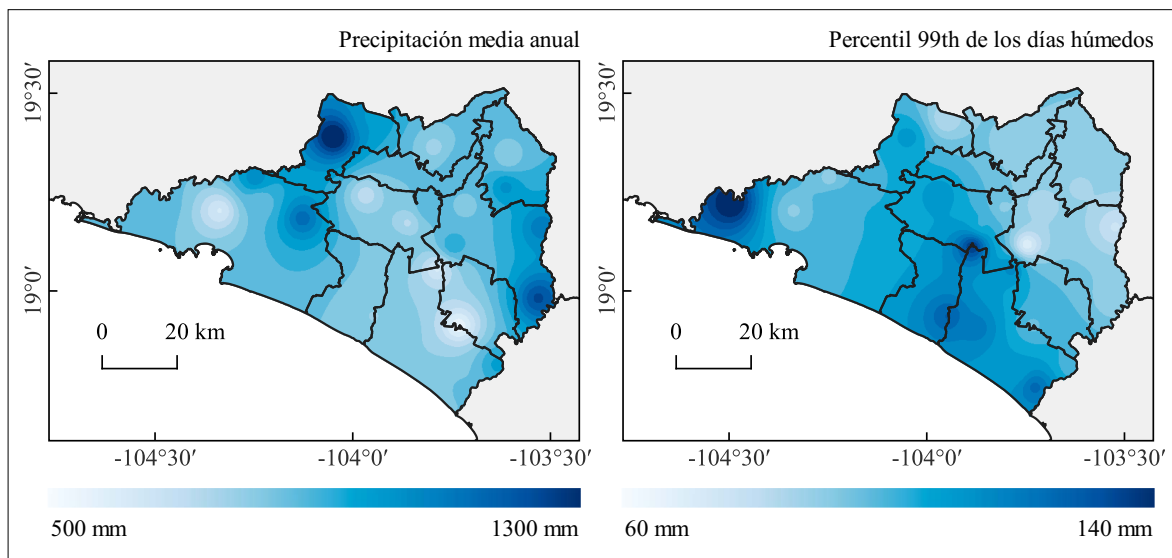 Precipitación media anual
19°30′
19°0′
0 20 km
-104°30′ -104°0′ -103°30′
500 mm 1300 mm
Percentil 99th de los días húmedos
19°30′
19°0′
0 20 km
-104°30′ -104°0′ -103°30′
60 mm 140 mm